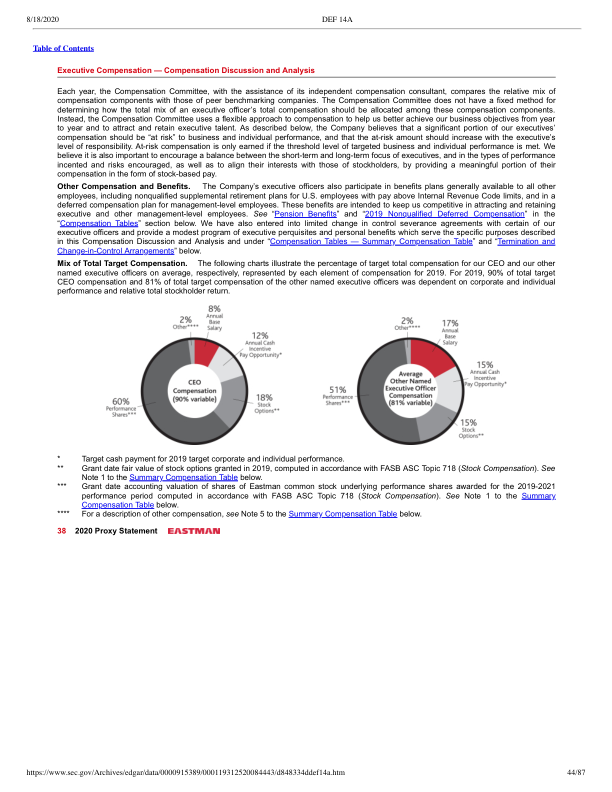 8/18/2020 DEF 14A
Table of Contents
Executive Compensation — Compensation Discussion and Analysis
Each year, the Compensation Committee, with the assistance of its independent compensation consultant, compares the relative mix of
compensation components with those of peer benchmarking companies. The Compensation Committee does not have a fixed method for
determining how the total mix of an executive officer's total compensation should be allocated among these compensation components.
Instead, the Compensation Committee uses a flexible approach to compensation to help us better achieve our business objectives from year
to year and to attract and retain executive talent. As described below, the Company believes that a significant portion of our executives'
compensation should be “at risk” to business and individual performance, and that the at-risk amount should increase with the executive's
level of responsibility. At-risk compensation is only earned if the threshold level of targeted business and individual performance is met. We
believe it is also important to encourage a balance between the short-term and long-term focus of executives, and in the types of performance
incented and risks encouraged, as well as to align their interests with those of stockholders, by providing a meaningful portion of their
compensation in the form of stock-based pay.
Other Compensation and Benefits. The Company's executive officers also participate in benefits plans generally available to all other
employees, including nonqualified supplemental retirement plans for U.S. employees with pay above Internal Revenue Code limits, and in a
deferred compensation plan for management-level employees. These benefits are intended to keep us competitive in attracting and retaining
executive and other management-level employees. See “Pension Benefits” and “2019 Nonqualified Deferred Compensation” in the
“Compensation Tables” section below. We have also entered into limited change in control severance agreements with certain of our
executive officers and provide a modest program of executive perquisites and personal benefits which serve the specific purposes described
in this Compensation Discussion and Analysis and under “Compensation Tables — Summary Compensation Table” and “Termination and
Change-in-Control Arrangements” below.
Mix of Total Target Compensation. The following charts illustrate the percentage of target total compensation for our CEO and our other
named executive officers on average, respectively, represented by each element of compensation for 2019. For 2019, 90% of total target
CEO compensation and 81% of total target compensation of the other named executive officers was dependent on corporate and individual
performance and relative total stockholder return.
2%
Other****
8%
Annual
Base
Salary
12%
Annual Cash
Incentive
Pay Opportunity*
18%
Stock
Options**
60%
Performance
Shares***
CEO
Compensation
(90% variable)
2%
Other****
17%
Annual
Base
Salary
15%
Annual Cash
Incentive
Pay Opportunity*
15%
Stock
Options**
51%
Performance
Shares***
Average
Other Named
Executive Officer
Compensation
(81% variable)
* Target cash payment for 2019 target corporate and individual performance.
** Grant date fair value of stock options granted in 2019, computed in accordance with FASB ASC Topic 718 (Stock Compensation). See
Note 1 to the Summary Compensation Table below.
*** Grant date accounting valuation of shares of Eastman common stock underlying performance shares awarded for the 2019-2021
performance period computed in accordance with FASB ASC Topic 718 (Stock Compensation). See Note 1 to the Summary
Compensation Table below.
**** For a description of other compensation, see Note 5 to the Summary Compensation Table below.
38 2020 Proxy Statement EASTMAN
https://www.sec.gov/Archives/edgar/data/0000915389/000119312520084443/d848334ddef14a.htm 44/87